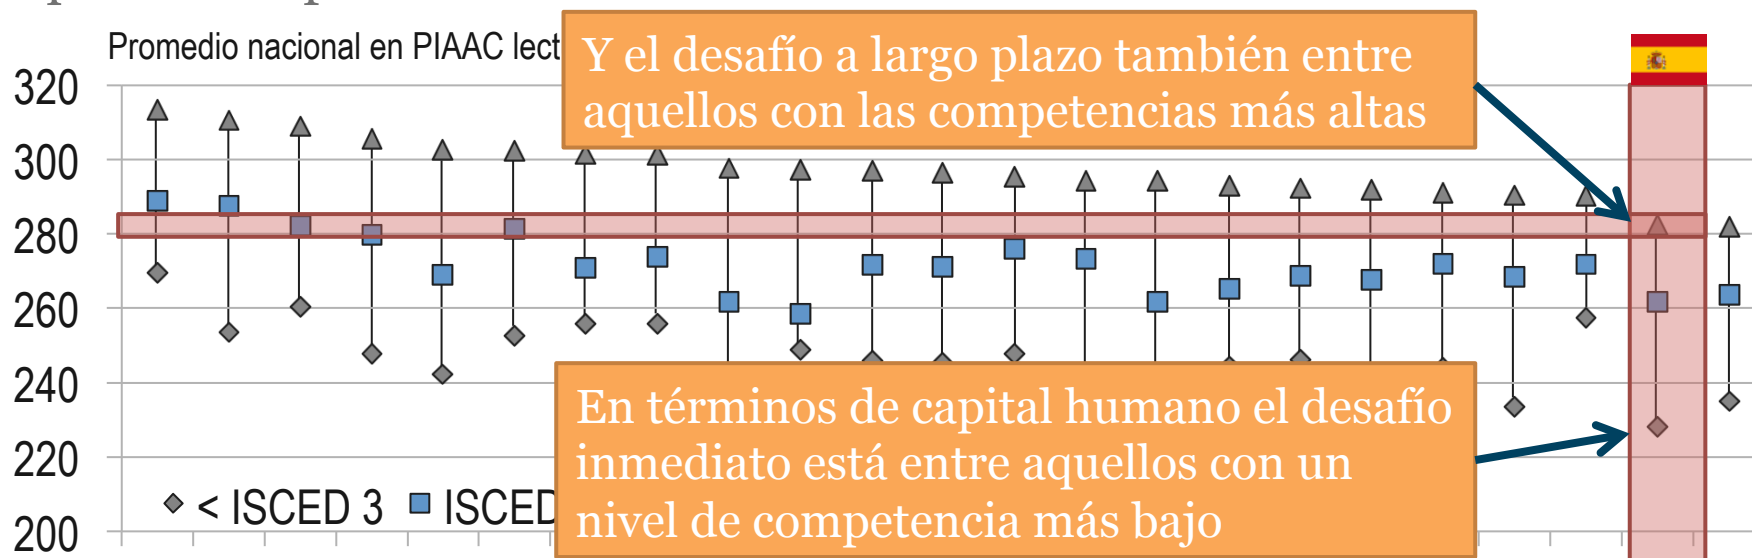 Promedio nacional en PIAAC lect
Y el desafío a largo plazo también entre
aquellos con las competencias más altas
320
300
280
260
240
220
200
En términos de capital humano el desafío
inmediato está entre aquellos con un
nivel de competencia más bajo
< ISCED 3 ISCED